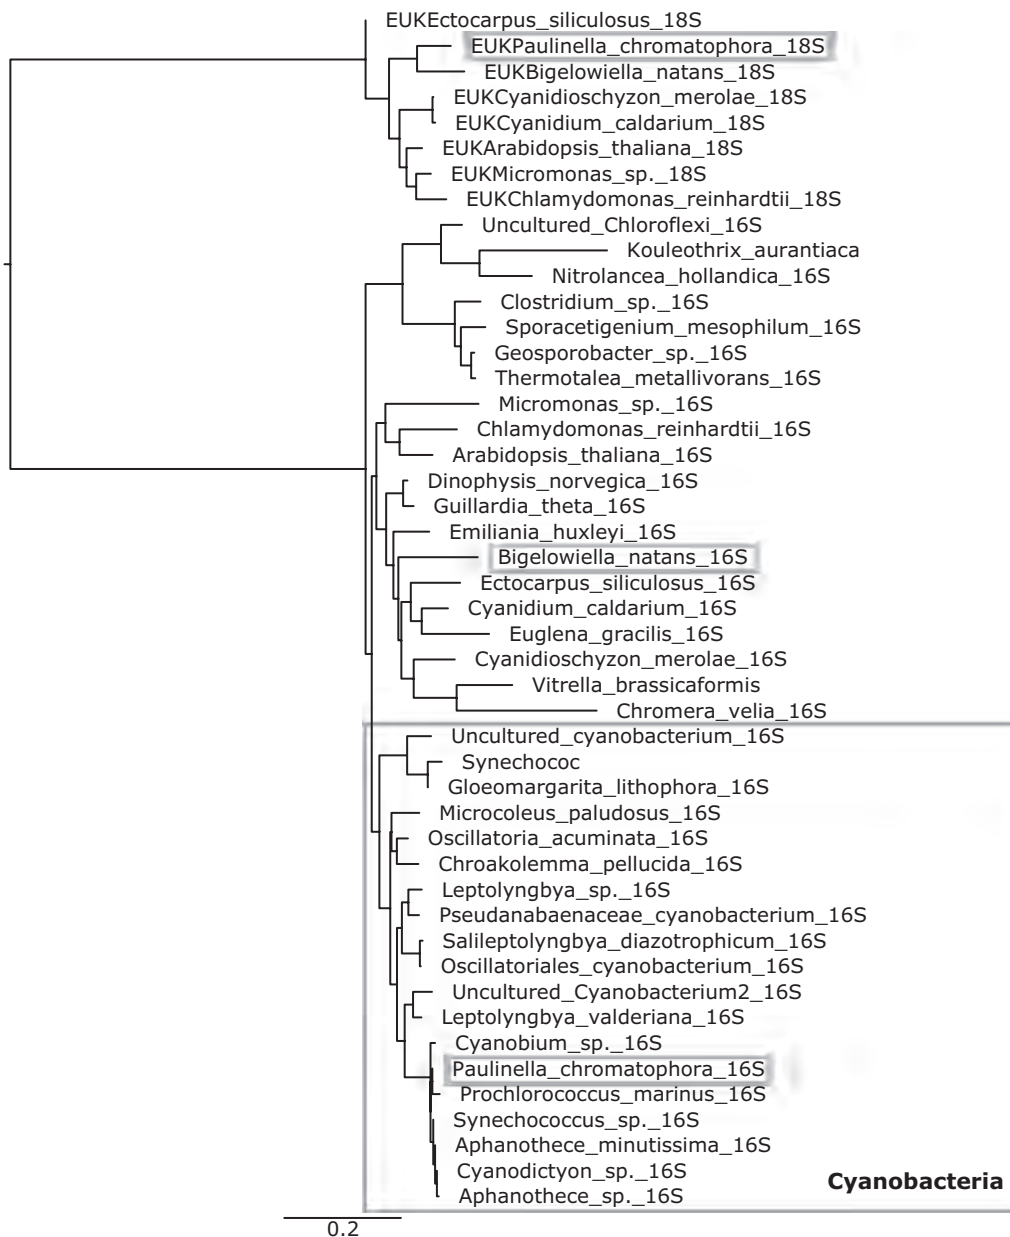 EUKEctocarpus_siliculosus_18S
EUKPaulinella_chromatophora_18S
EUKBigelowiella_natans_18S
EUKCyanidioschyzon_merolae_18S
EUKCyanidium_caldarium_18S
EUKArabidopsis_thaliana_18S
EUKMicromonas_sp._18S
EUKChlamydomonas_reinhardtii_18S
Uncultured_Chloroflexi_16S
Kouleothrix_aurantiaca
Nitrolancea_hollandica_16S
Clostridium_sp._16S
Sporacetigenium_mesophilum_16S
Geosporobacter_sp._16S
Thermotalea_metallivorans_16S
Micromonas_sp._16S
Chlamydomonas_reinhardtii_16S
Arabidopsis_thaliana_16S
Dinophysis_norvegica_16S
Guillardia_theta_16S
Emiliania_huxleyi_16S
Bigelowiella_natans_16S
Ectocarpus_siliculosus_16S
Cyanidium_caldarium_16S
Euglena_gracilis_16S
Cyanidioschyzon_merolae_16S
Vitrella_brassicaformis
Chromera_velia_16S
Uncultured_cyanobacterium_16S
Synechococ
Gloeomargarita_lithophora_16S
Microcoleus_paludosus_16S
Oscillatoria_acuminata_16S
Chroakolemma_pellucida_16S
Leptolyngbya_sp._16S
Pseudanabaenaceae_cyanobacterium_16S
Salileptolyngbya_diazotrophicum_16S
Oscillatoriales_cyanobacterium_16S
Uncultured_Cyanobacterium2_16S
Leptolyngbya_valderiana_16S
Cyanobium_sp._16S
Paulinella_chromatophora_16S
Prochlorococcus_marinus_16S
Synechococcus_sp._16S
Aphanothece_minutissima_16S
Cyanodictyon_sp._16S
Aphanothece_sp._16S
Cyanobacteria
0.2